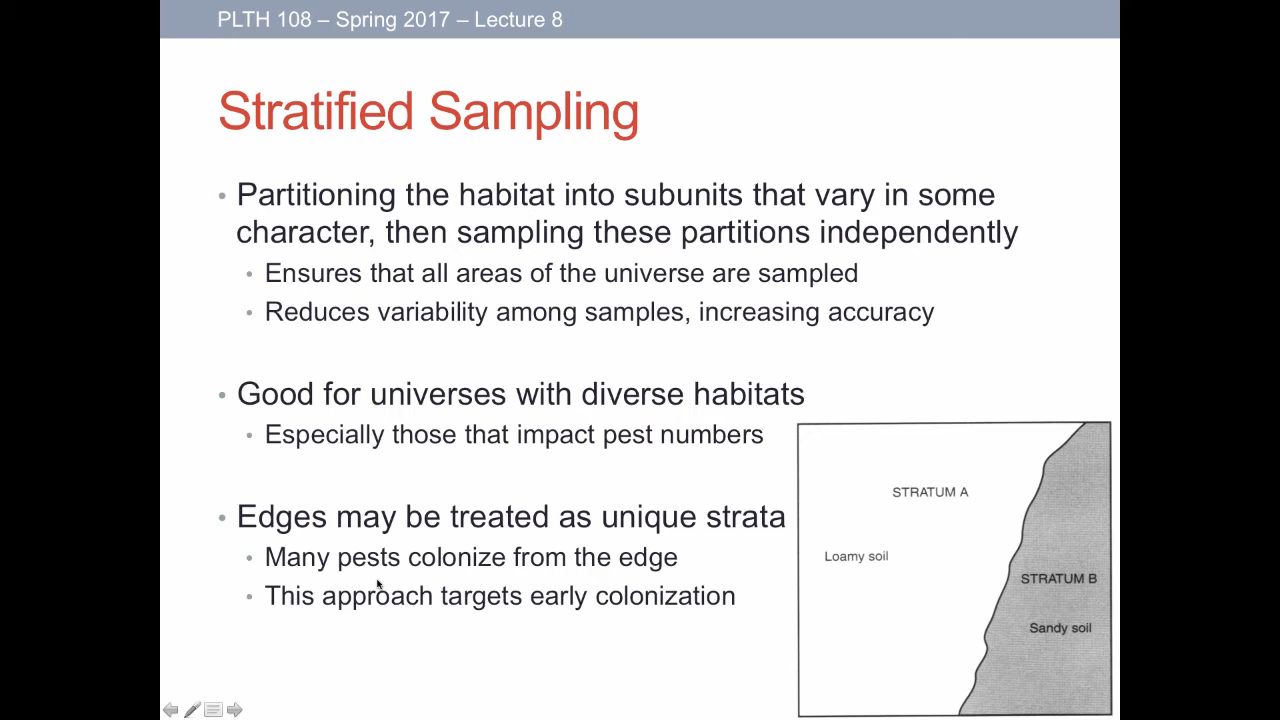 PLTH 108 – Spring 2017 – Lecture 8
Stratified Sampling
• Partitioning the habitat into subunits that vary in some
character, then sampling these partitions independently
• Ensures that all areas of the universe are sampled
• Reduces variability among samples, increasing accuracy
• Good for universes with diverse habitats
• Especially those that impact pest numbers
• Edges may be treated as unique strata
• Many pests colonize from the edge
• This approach targets early colonization
STRATUM A
Loamy soil
STRATUM B
Sandy soil